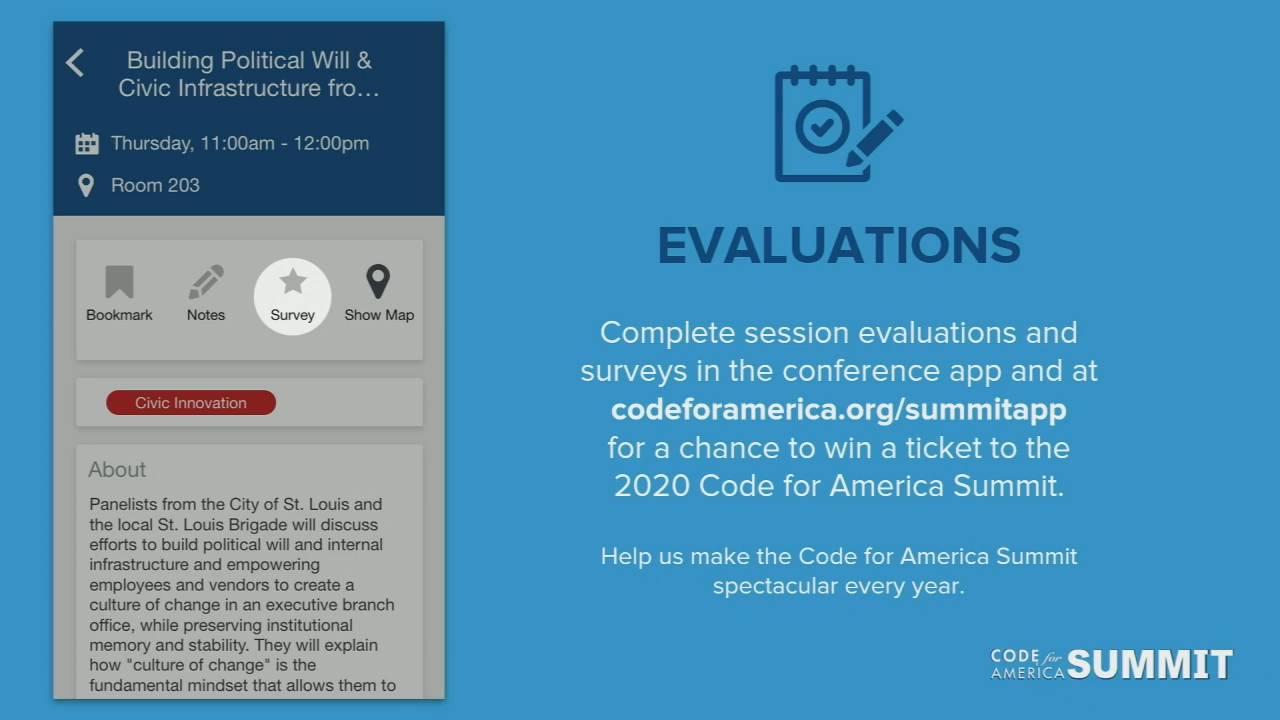 Building Political Will &
Civic Infrastructure fro...
Thursday, 11:00am - 12:00pm
Room 203
Bookmark
Notes
Survey
Show Map
Civic Innovation
About
Panelists from the City of St. Louis and
the local St. Louis Brigade will discuss
efforts to build political will and internal
infrastructure and empowering
employees and vendors to create a
culture of change in an executive branch
office, while preserving institutional
memory and stability. They will explain
how "culture of change" is the
fundamental mindset that allows them to
EVALUATIONS
Complete session evaluations and
surveys in the conference app and at
codeforamerica.org/summitapp
for a chance to win a ticket to the
2020 Code for America Summit.
Help us make the Code for America Summit
spectacular every year.
CODE for
AMERICA SUMMIT